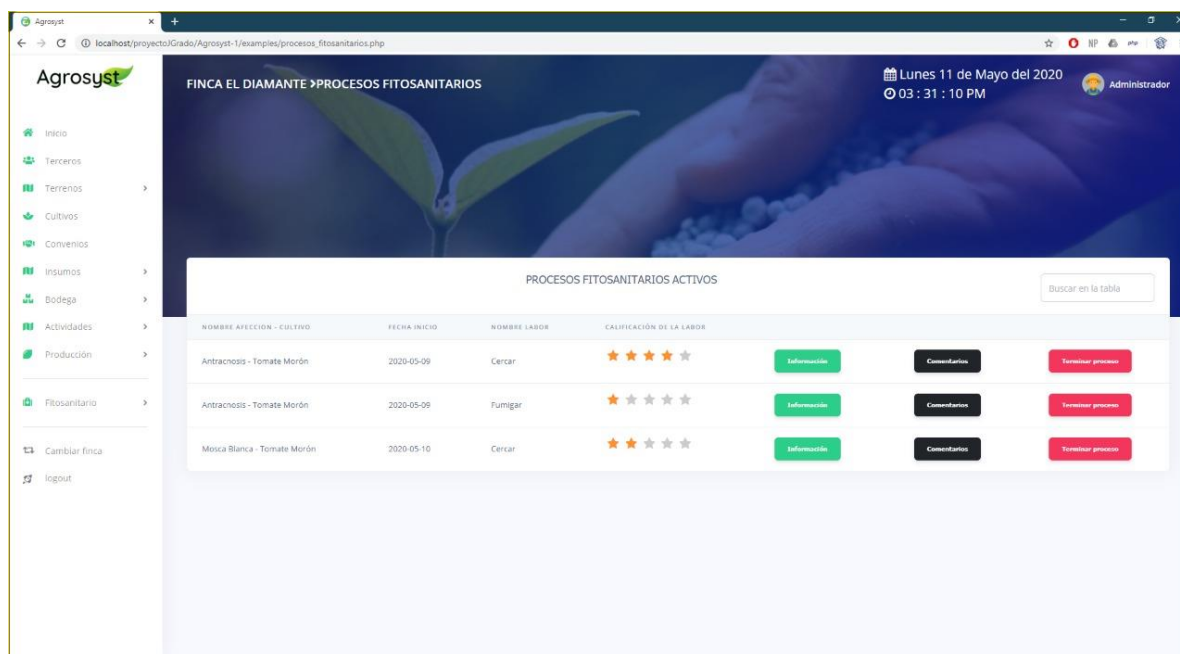 Agrosyst
localhost/proyectoJGrado/Agrosyst-1/examples/procesos_fitosanitarios.php
NP
php
Agrosyst
FINCA EL DIAMANTE >PROCESOS FITOSANITARIOS
Lunes 11 de Mayo del 2020
03 : 31 : 10 PM
Administrador
Inicio
Terceros
Terrenos
Cultivos
Convenios
Insumos
Bodega
Actividades
Producción
Fitosanitario
Cambiar finca
logout
PROCESOS FITOSANITARIOS ACTIVOS
Buscar en la tabla
NOMBRE AFECCION - CULTIVO FECHA INICIO NOMBRE LABOR CALIFICACIÓN DE LA LABOR
Antracnosis - Tomate Morón 2020-05-09 Cercar Información Comentarios Terminar proceso
Antracnosis - Tomate Morón 2020-05-09 Fumigar Información Comentarios Terminar proceso
Mosca Blanca - Tomate Morón 2020-05-10 Cercar Información Comentarios Terminar proceso